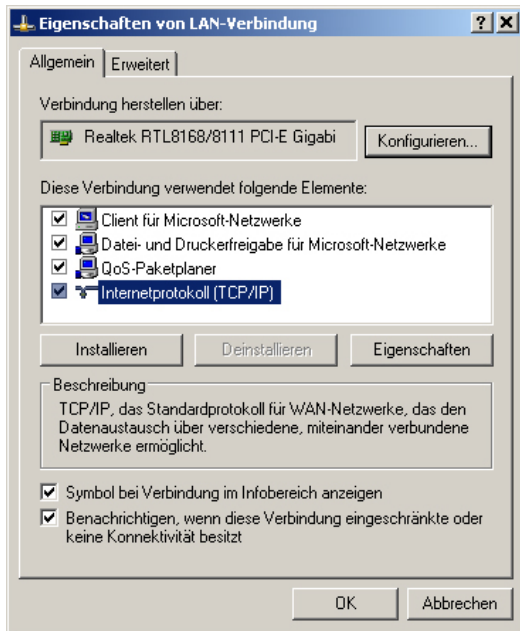 Eigenschaften von LAN-Verbindung
Allgemein Erweitert
Verbindung herstellen über:
Realtek RTL8168/8111 PCI-E Gigabi Konfigurieren...
Diese Verbindung verwendet folgende Elemente:
Client für Microsoft-Netzwerke
Datei- und Druckerfreigabe für Microsoft-Netzwerke
QoS-Paketplaner
Internetprotokoll (TCP/IP)
Installieren Deinstallieren Eigenschaften
Beschreibung
TCP/IP, das Standardprotokoll für WAN-Netzwerke, das den
Datenaustausch über verschiedene, miteinander verbundene
Netzwerke ermöglicht.
Symbol bei Verbindung im Infobereich anzeigen
Benachrichtigen, wenn diese Verbindung eingeschränkte oder
keine Konnektivität besitzt
OK Abbrechen